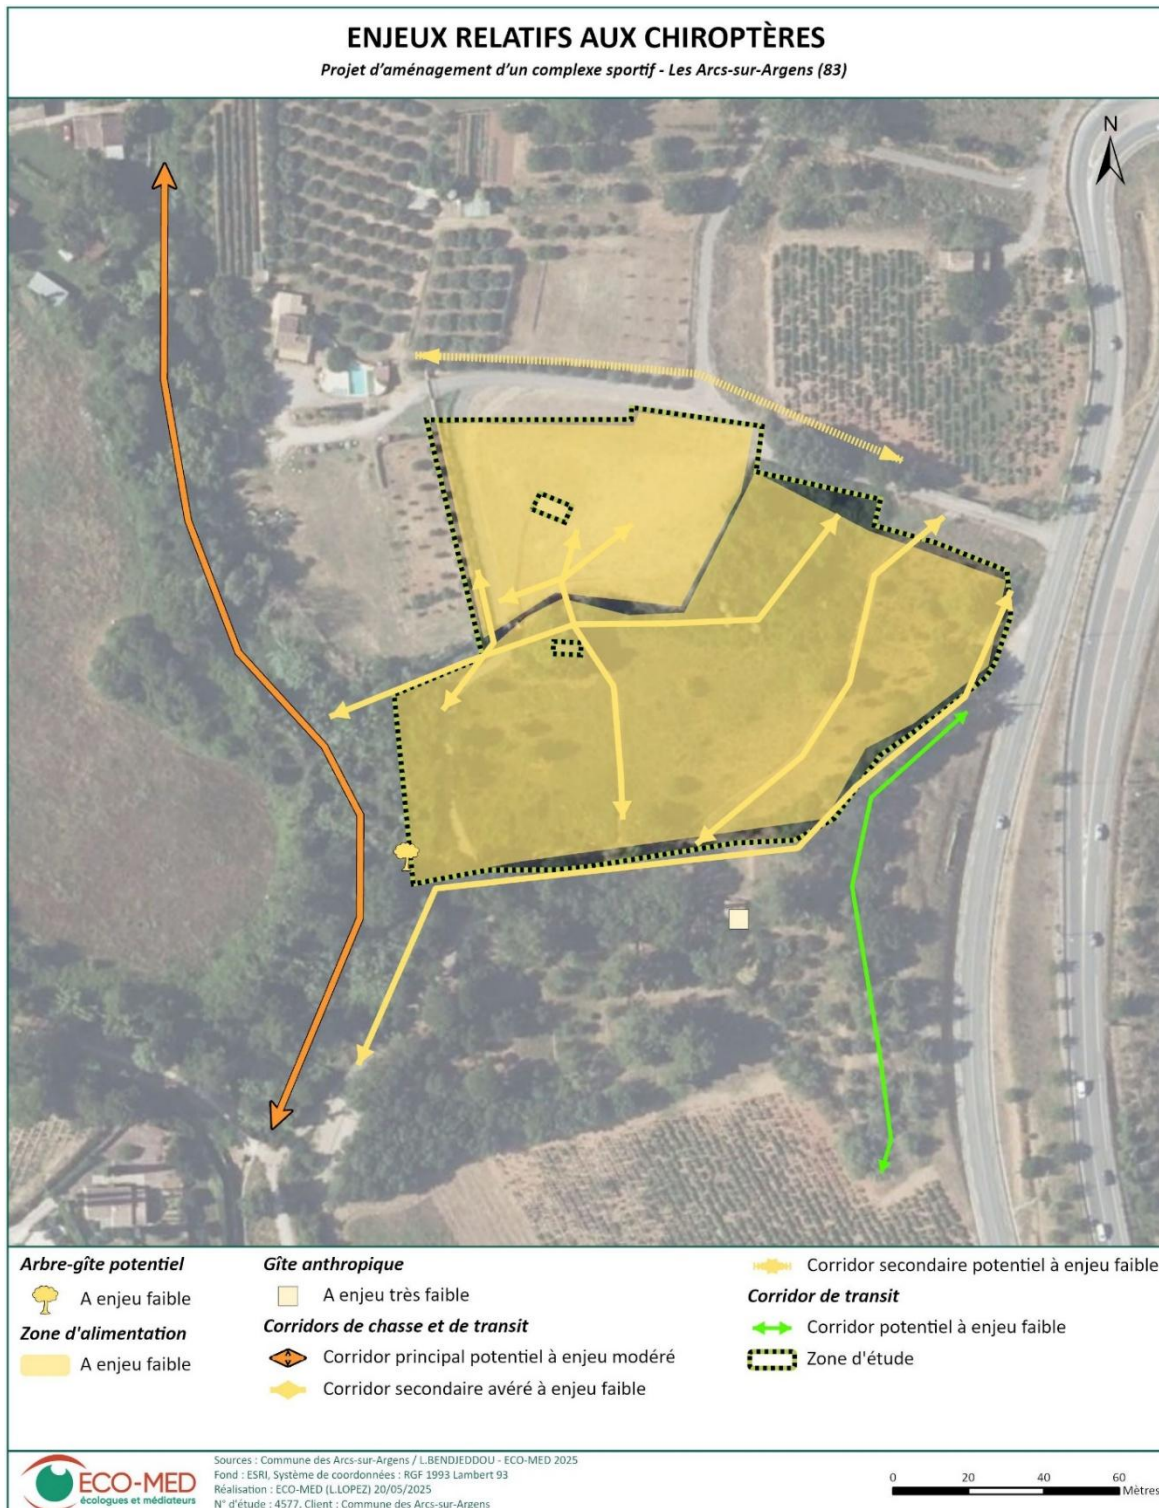 ENJEUX RELATIFS AUX CHIROPTÈRES
Projet d'aménagement d'un complexe sportif - Les Arcs-sur-Argens (83)
N
Arbre-gîte potentiel
A enjeu faible
Zone d'alimentation
A enjeu faible
Gîte anthropique
A enjeu très faible
Corridors de chasse et de transit
Corridor principal potentiel à enjeu modéré
Corridor secondaire avéré à enjeu faible
Corridor secondaire potentiel à enjeu faible
Corridor de transit
Corridor potentiel à enjeu faible
Zone d'étude
ECO-MED
écologues et médiateurs
Sources : Commune des Arcs-sur-Argens / L.BENDJEDDOU - ECO-MED 2025
Fond : ESRI, Système de coordonnées : RGF 1993 Lambert 93
Réalisation : ECO-MED (L.LOPEZ) 20/05/2025
N° d'étude : 4577, Client : Commune des Arcs-sur-Argens
0 20 40 60
Mètres